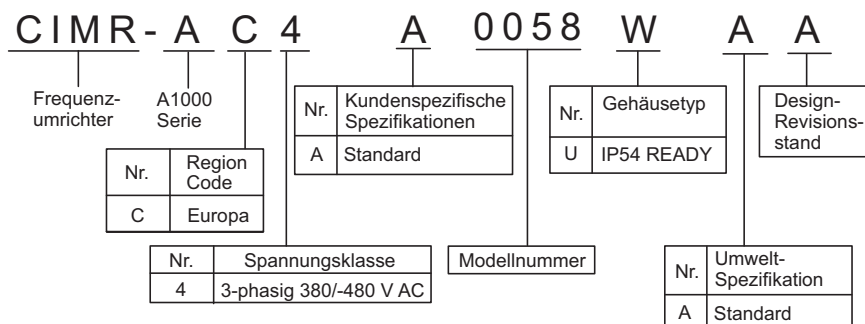 CIMR-A C 4 A 0058 W A A
Frequenz-
umrichter
A1000
Serie
Nr. Region
Code
C Europa
Nr. Spannungsklasse
4 3-phasig 380/-480 V AC
Nr. Kundenspezifische
Spezifikationen
A Standard
Modellnummer
Nr. Gehäusetyp
U IP54 READY
Nr. Umwelt-
Spezifikation
A Standard
Design-
Revisions-
stand